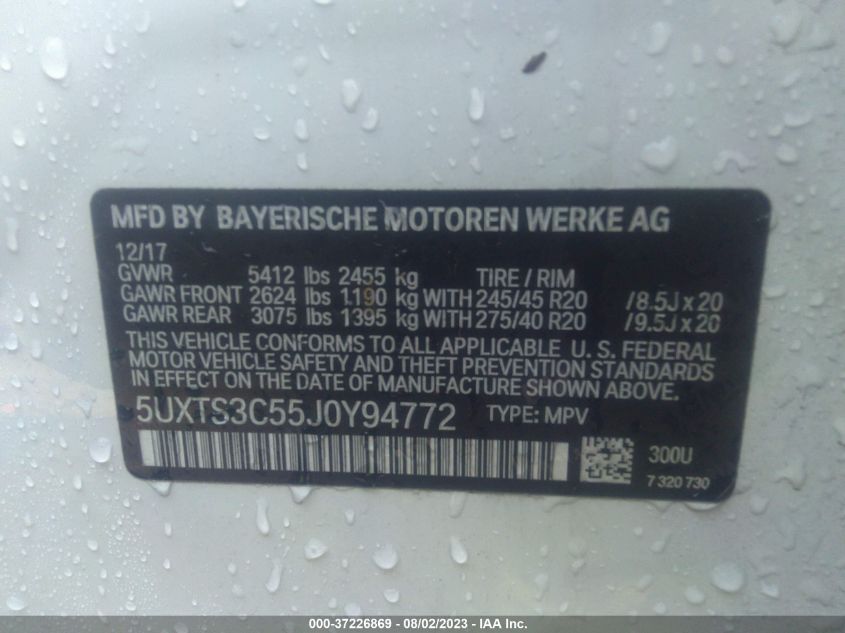 MFD BY BAYERISCHE MOTOREN WERKE AG
12/17
GVWR 5412 lbs 2455 kg TIRE / RIM
GAWR FRONT 2624 lbs 1190 kg WITH 245/45 R20 /8.5J x 20
GAWR REAR 3075 lbs 1395 kg WITH 275/40 R20 /9.5J x 20
THIS VEHICLE CONFORMS TO ALL APPLICABLE U. S. FEDERAL
MOTOR VEHICLE SAFETY AND THEFT PREVENTION STANDARDS
IN EFFECT ON THE DATE OF MANUFACTURE SHOWN ABOVE.
5UXTS3C55J0Y94772 TYPE: MPV
300U
7 320 730
000-37226869 - 08/02/2023 - IAA Inc.